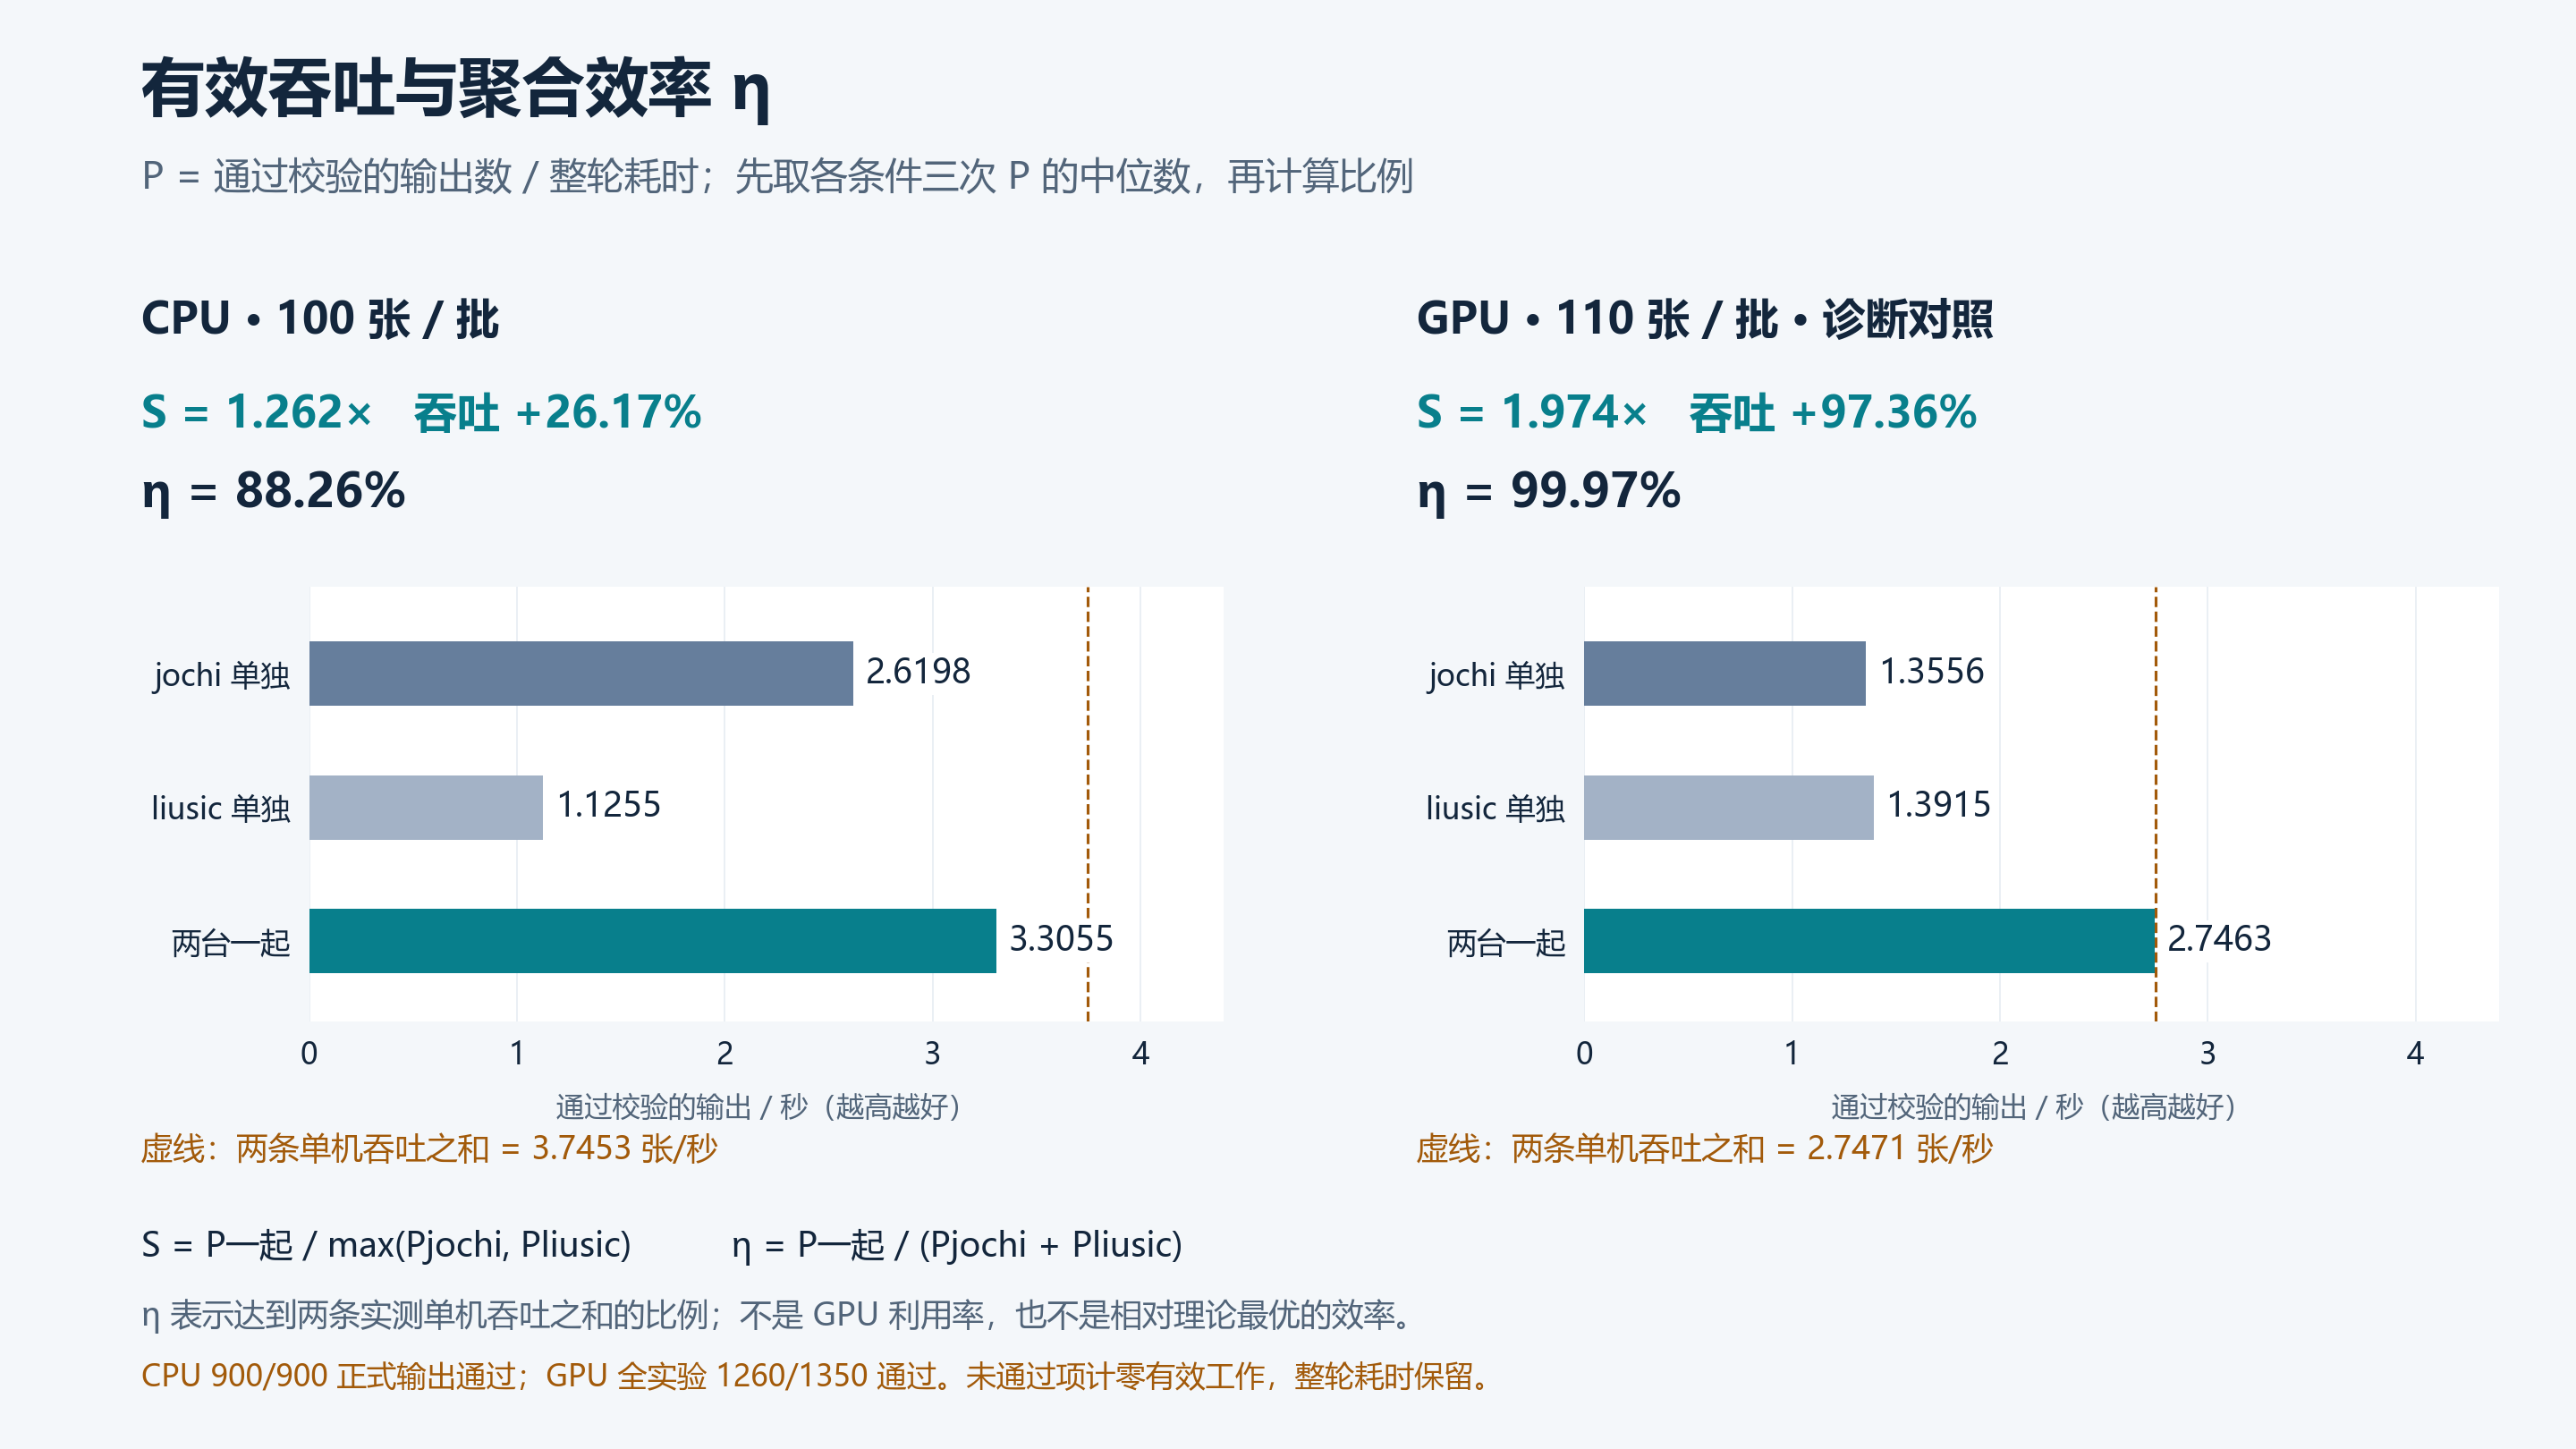 有效吞吐与聚合效率 η
P = 通过校验的输出数 / 整轮耗时；先取各条件三次 P 的中位数，再计算比例
CPU · 100 张 / 批
S = 1.262× 吞吐 +26.17%
η = 88.26%
jochi 单独
2.6198
liusic 单独
1.1255
两台一起
3.3055
0 1 2 3 4
通过校验的输出 / 秒（越高越好）
虚线：两条单机吞吐之和 = 3.7453 张/秒
GPU · 110 张 / 批 · 诊断对照
S = 1.974× 吞吐 +97.36%
η = 99.97%
jochi 单独
1.3556
liusic 单独
1.3915
两台一起
2.7463
0 1 2 3 4
通过校验的输出 / 秒（越高越好）
虚线：两条单机吞吐之和 = 2.7471 张/秒
S = P一起 / max(Pjochi, Pliusic) η = P一起 / (Pjochi + Pliusic)
η 表示达到两条实测单机吞吐之和的比例；不是 GPU 利用率，也不是相对理论最优的效率。
CPU 900/900 正式输出通过；GPU 全实验 1260/1350 通过。未通过项计零有效工作，整轮耗时保留。